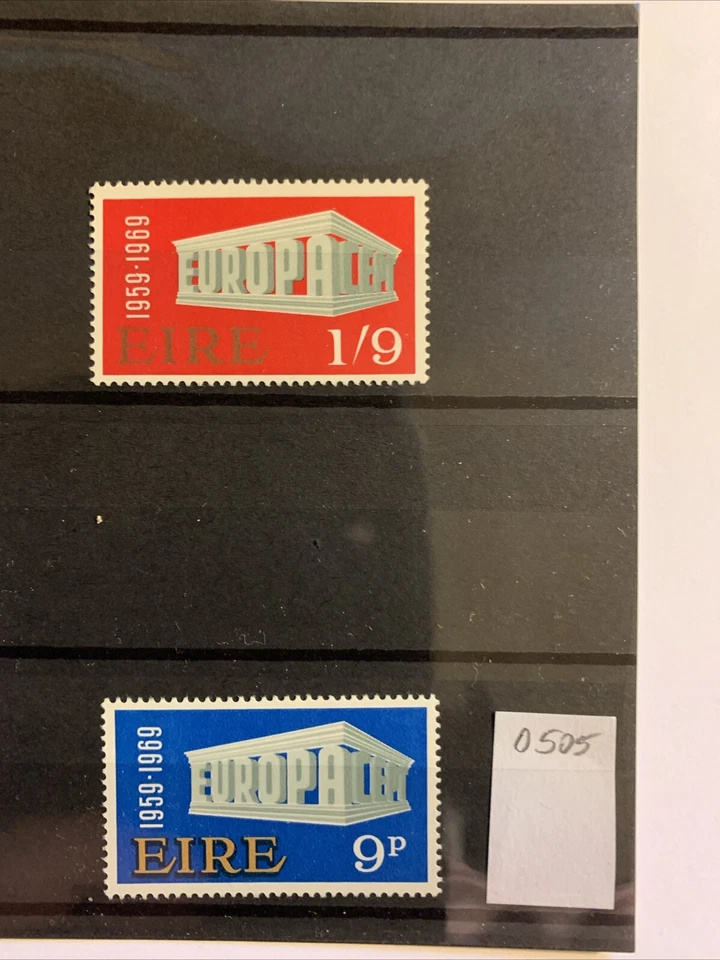 1959·1969
EUROPA CEPT
EIRE 1/9
1959·1969
EUROPA CEPT
EIRE 9p
0505